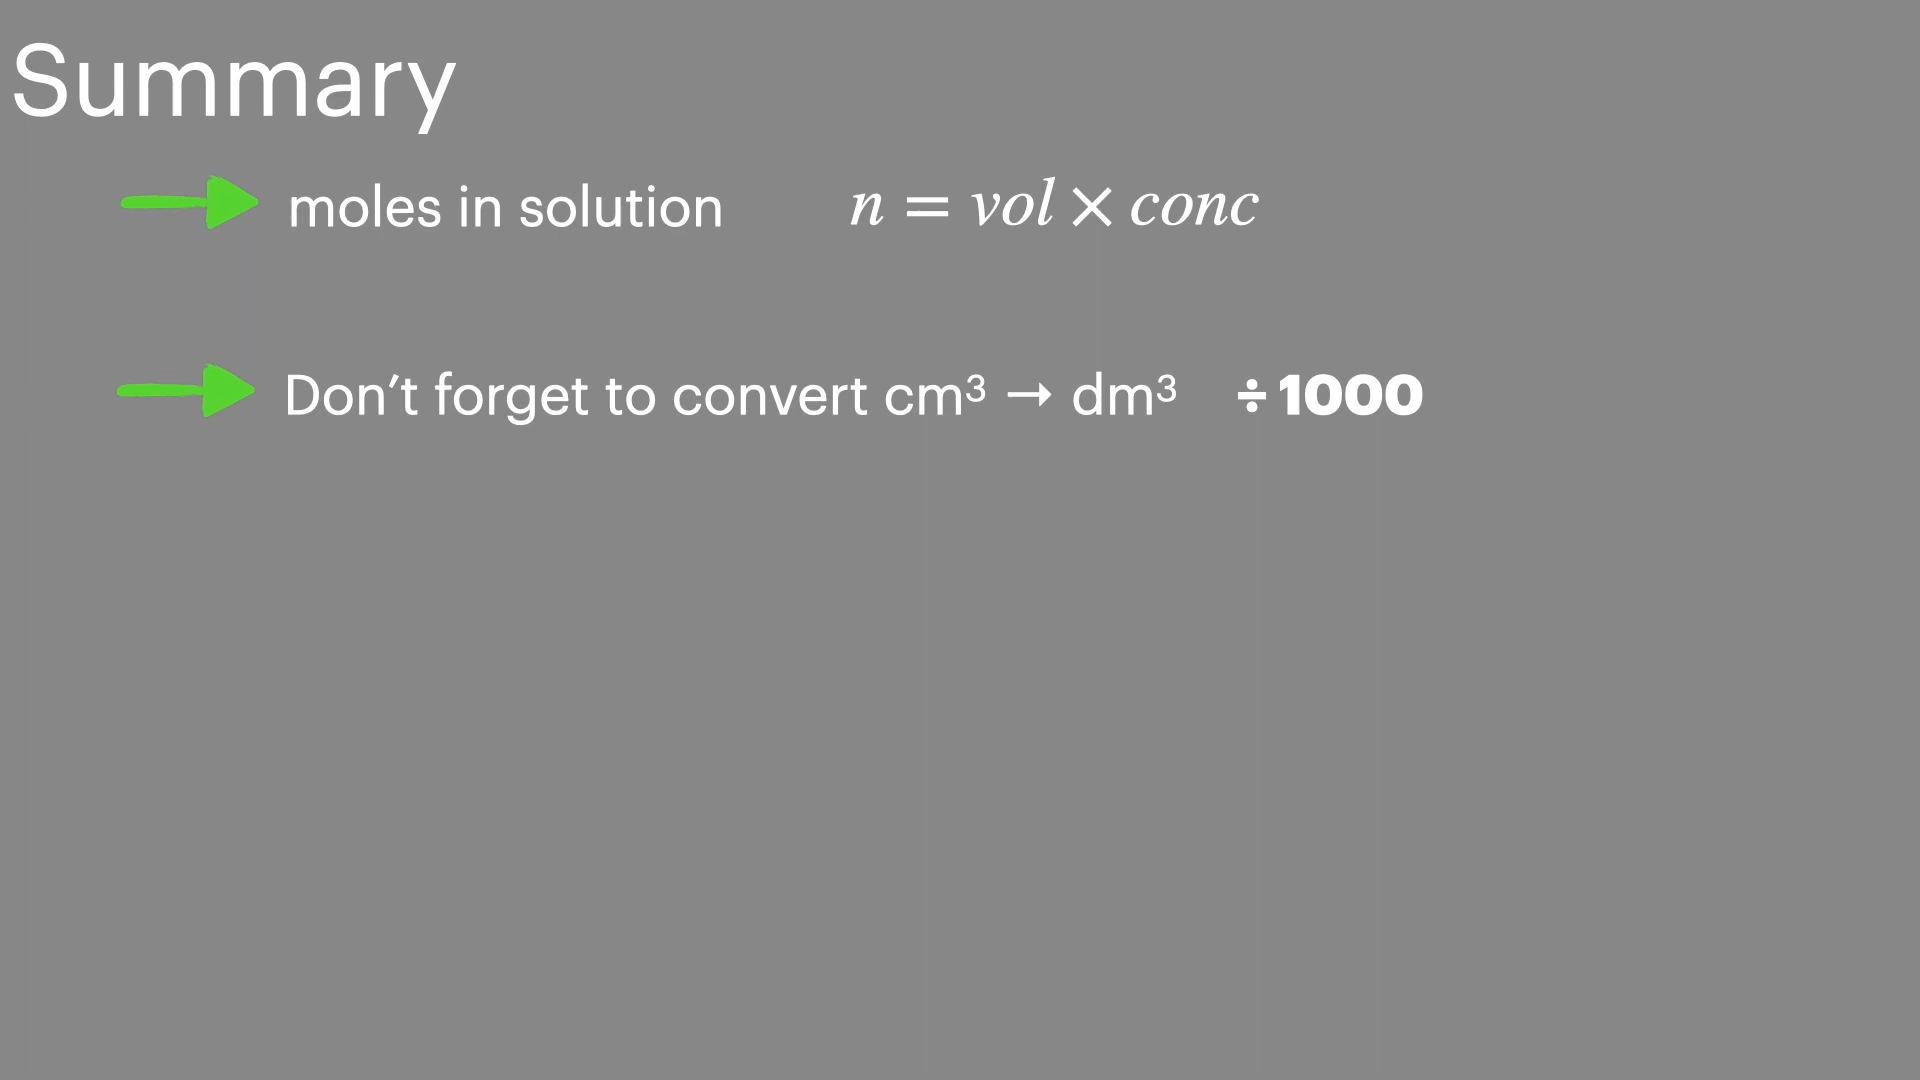 Summary
moles in solution n = vol × conc
Don’t forget to convert cm³ → dm³ ÷ 1000